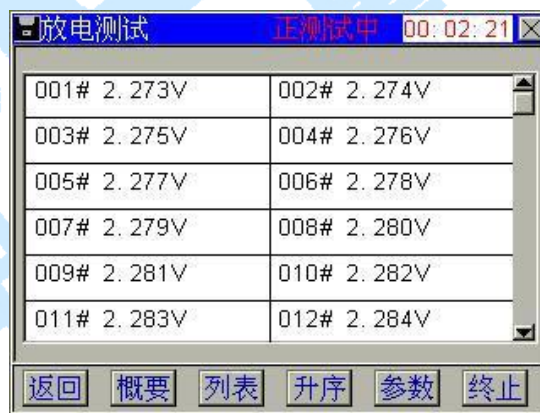 放电测试 正测试中 00:02:21
001# 2.273V 002# 2.274V
003# 2.275V 004# 2.276V
005# 2.277V 006# 2.278V
007# 2.279V 008# 2.280V
009# 2.281V 010# 2.282V
011# 2.283V 012# 2.284V
返回 概要 列表 升序 参数 终止